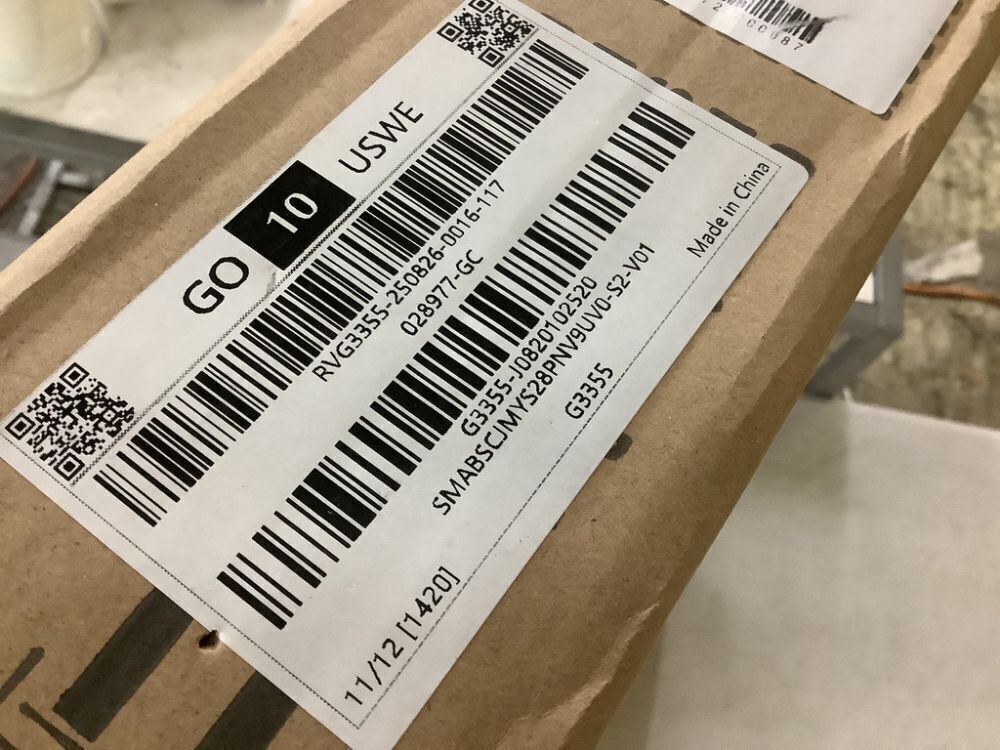 GO 10 USWE
RVG3355-250826-0016-117
028977-GC
G3355-J0820102520
SMABSCJMYS28PNV9UV0-S2-V01
G3355
11/12 [1420]
Made in China